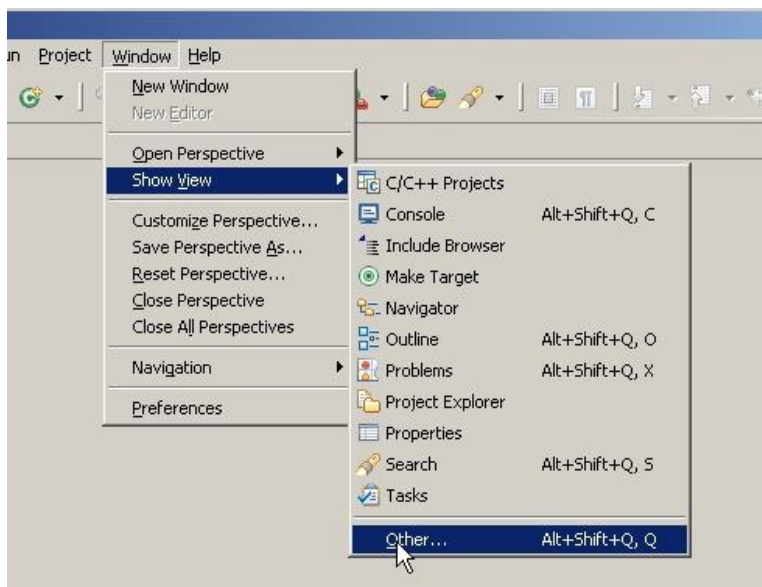 un Project Window Help
New Window
New Editor
Open Perspective
Show View
Customize Perspective...
Save Perspective As...
Reset Perspective...
Close Perspective
Close All Perspectives
Navigation
Preferences
C/C++ Projects
Console Alt+Shift+Q, C
Include Browser
Make Target
Navigator
Outline Alt+Shift+Q, O
Problems Alt+Shift+Q, X
Project Explorer
Properties
Search Alt+Shift+Q, S
Tasks
Other... Alt+Shift+Q, Q